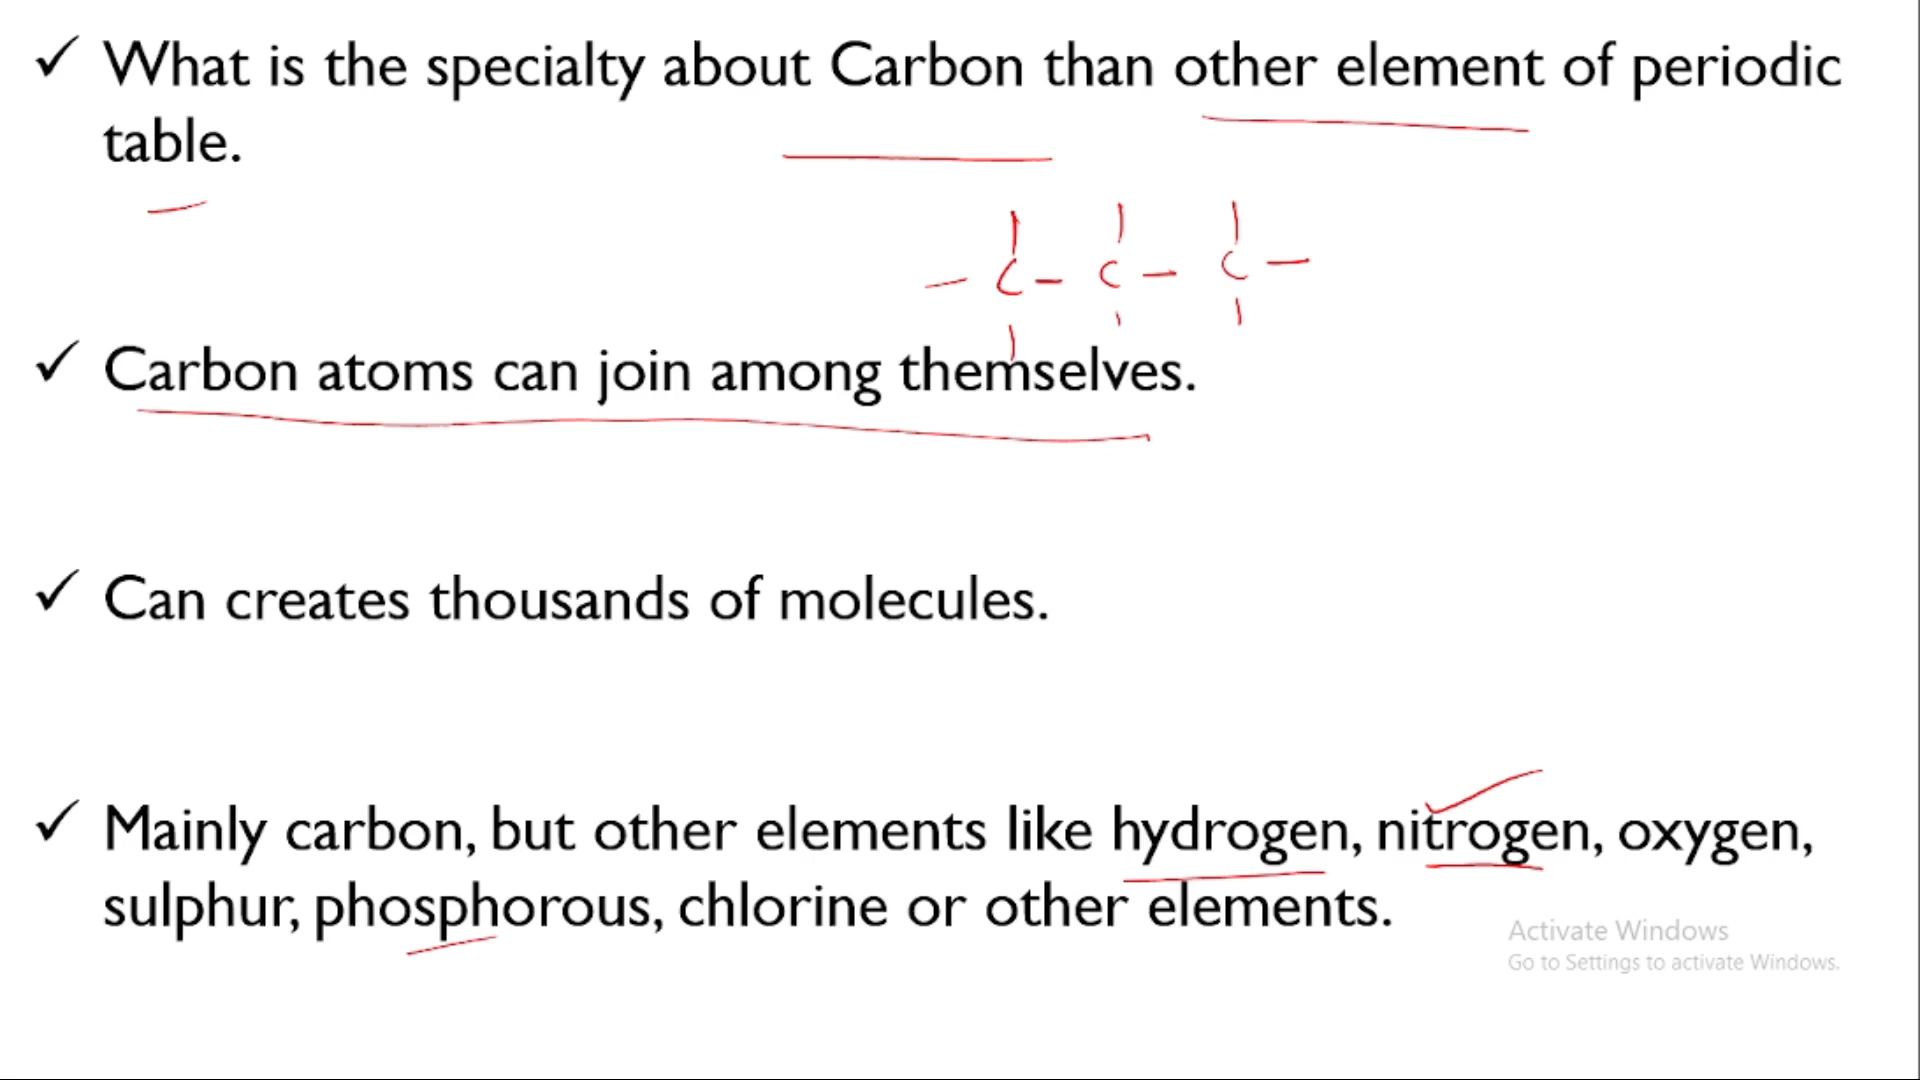 ✓ What is the specialty about Carbon than other element of periodic
table.
- C - C - C -
✓ Carbon atoms can join among themselves.
✓ Can creates thousands of molecules.
✓ Mainly carbon, but other elements like hydrogen, nitrogen, oxygen,
sulphur, phosphorous, chlorine or other elements.
Activate Windows
Go to Settings to activate Windows.